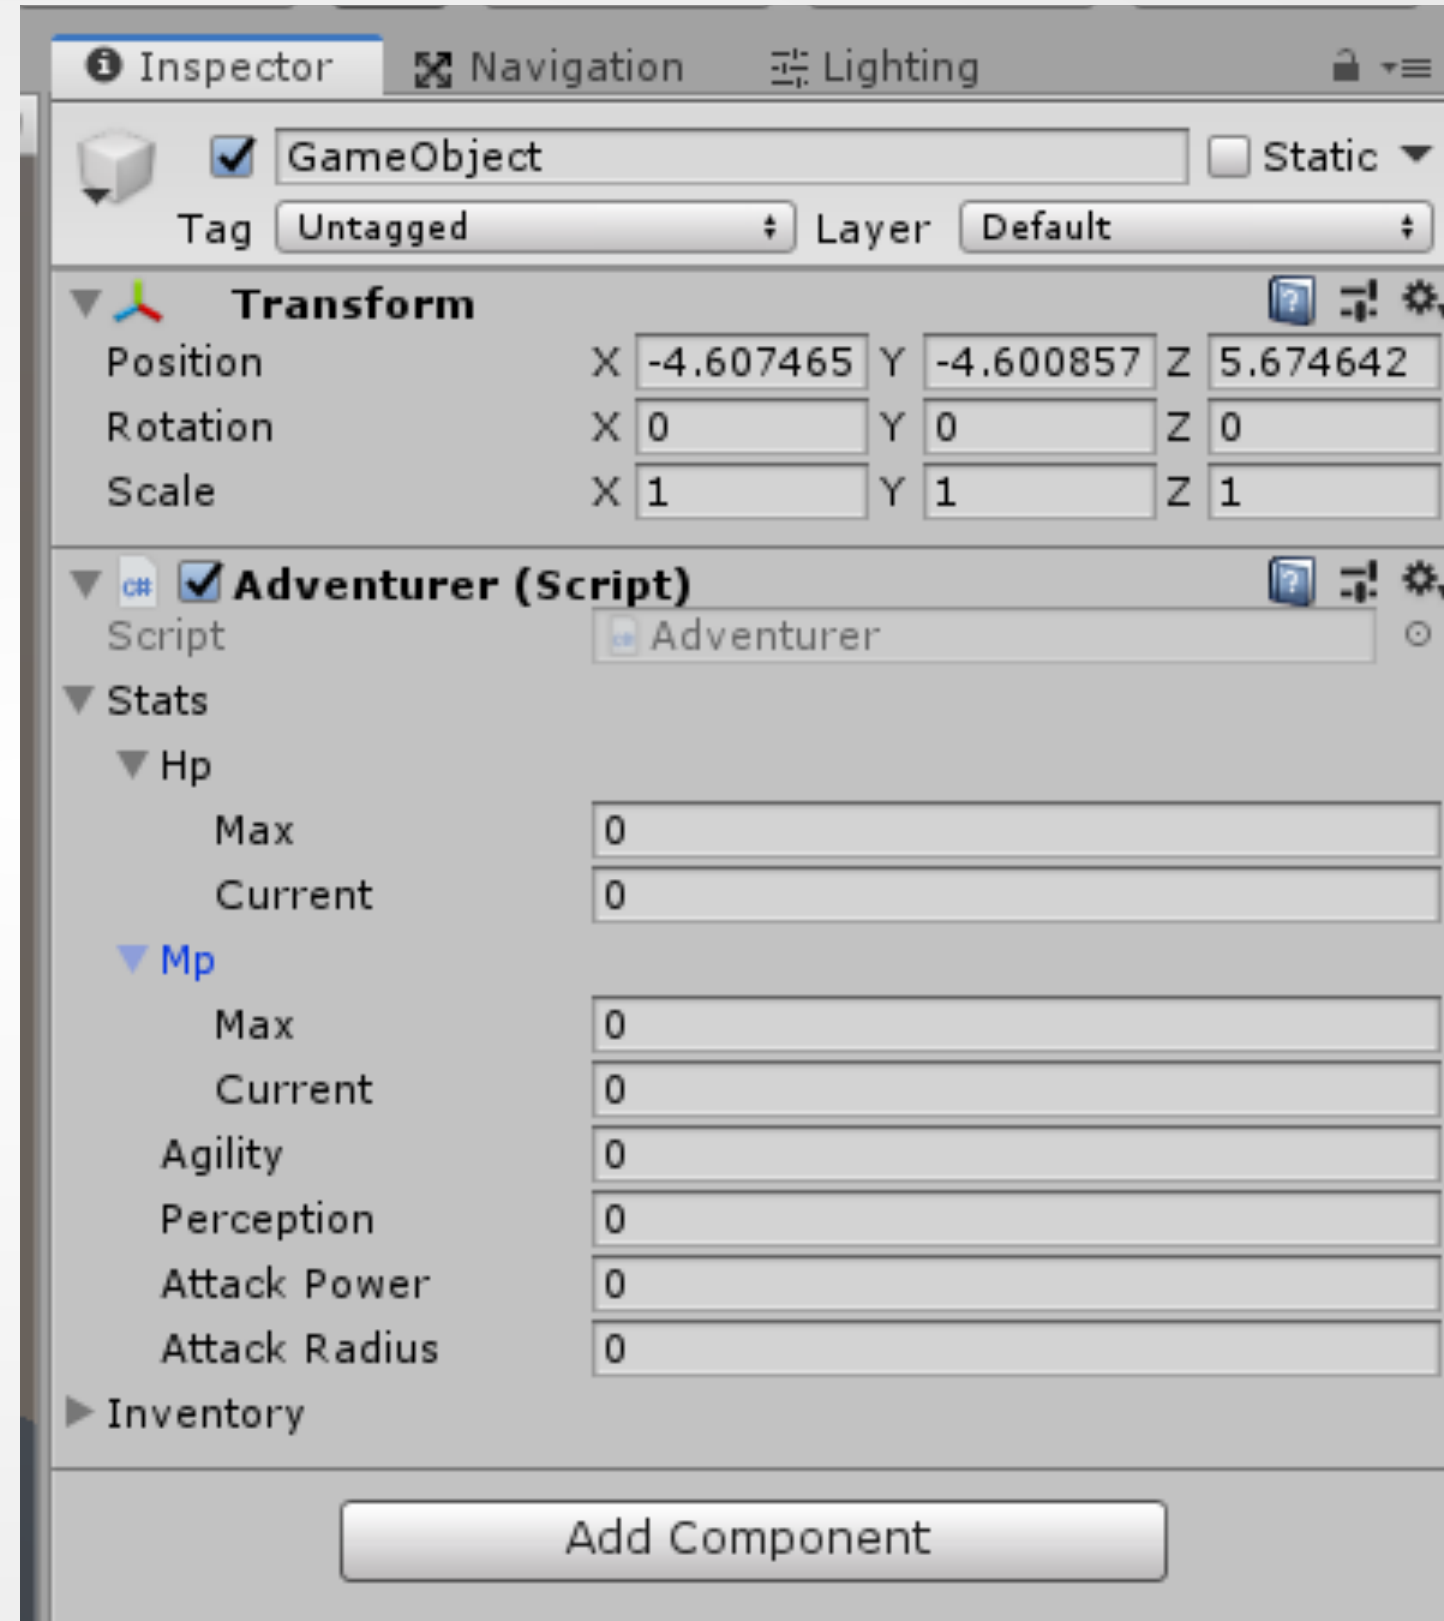 Inspector Navigation Lighting
GameObject Static
Tag Untagged Layer Default
Transform
Position X -4.607465 Y -4.600857 Z 5.674642
Rotation X 0 Y 0 Z 0
Scale X 1 Y 1 Z 1
c# Adventurer (Script)
Script Adventurer
Stats
Hp
Max 0
Current 0
Mp
Max 0
Current 0
Agility 0
Perception 0
Attack Power 0
Attack Radius 0
Inventory
Add Component